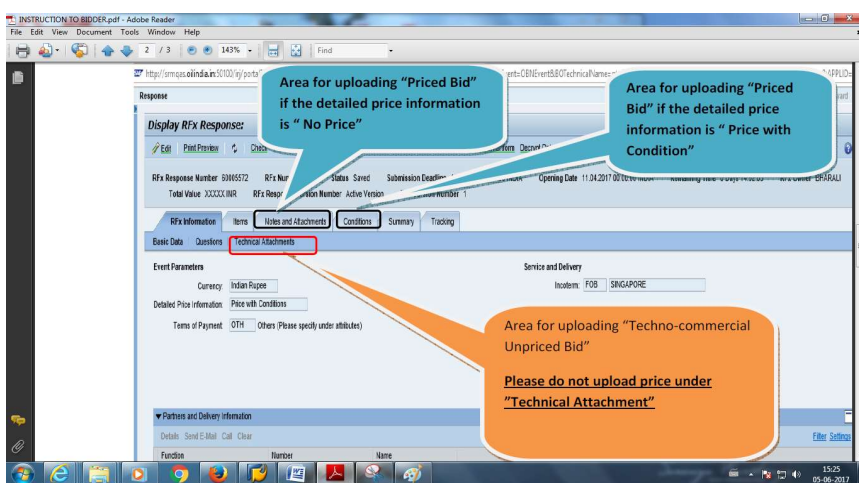 INSTRUCTION TO BIDDER.pdf - Adobe Reader
File Edit View Document Tools Window Help
2 / 3 143% Find
Area for uploading “Priced Bid”
if the detailed price information
is “ No Price”
Area for uploading “Priced
Bid” if the detailed price
information is “ Price with
Condition”
Response
Display RFx Response:
Edit Print Preview
RFx Response Number 60005572 Status Saved Submission Deadline Opening Date 11.04.2017
Total Value XXXXX INR Version Number Active Version Number 1
RFx Information Items Notes and Attachments Conditions Summary Tracking
Basic Data Questions Technical Attachments
Event Parameters Service and Delivery
Currency: Indian Rupee Incoterm: FOB SINGAPORE
Detailed Price Information: Price with Conditions
Terms of Payment: OTH Others (Please specify under attributes)
Area for uploading “Techno-commercial
Unpriced Bid”
Please do not upload price under
”Technical Attachment”
Partners and Delivery Information
Details Send E-Mail Call Clear Filter Settings
Function Number Name
15:25
05-06-2017